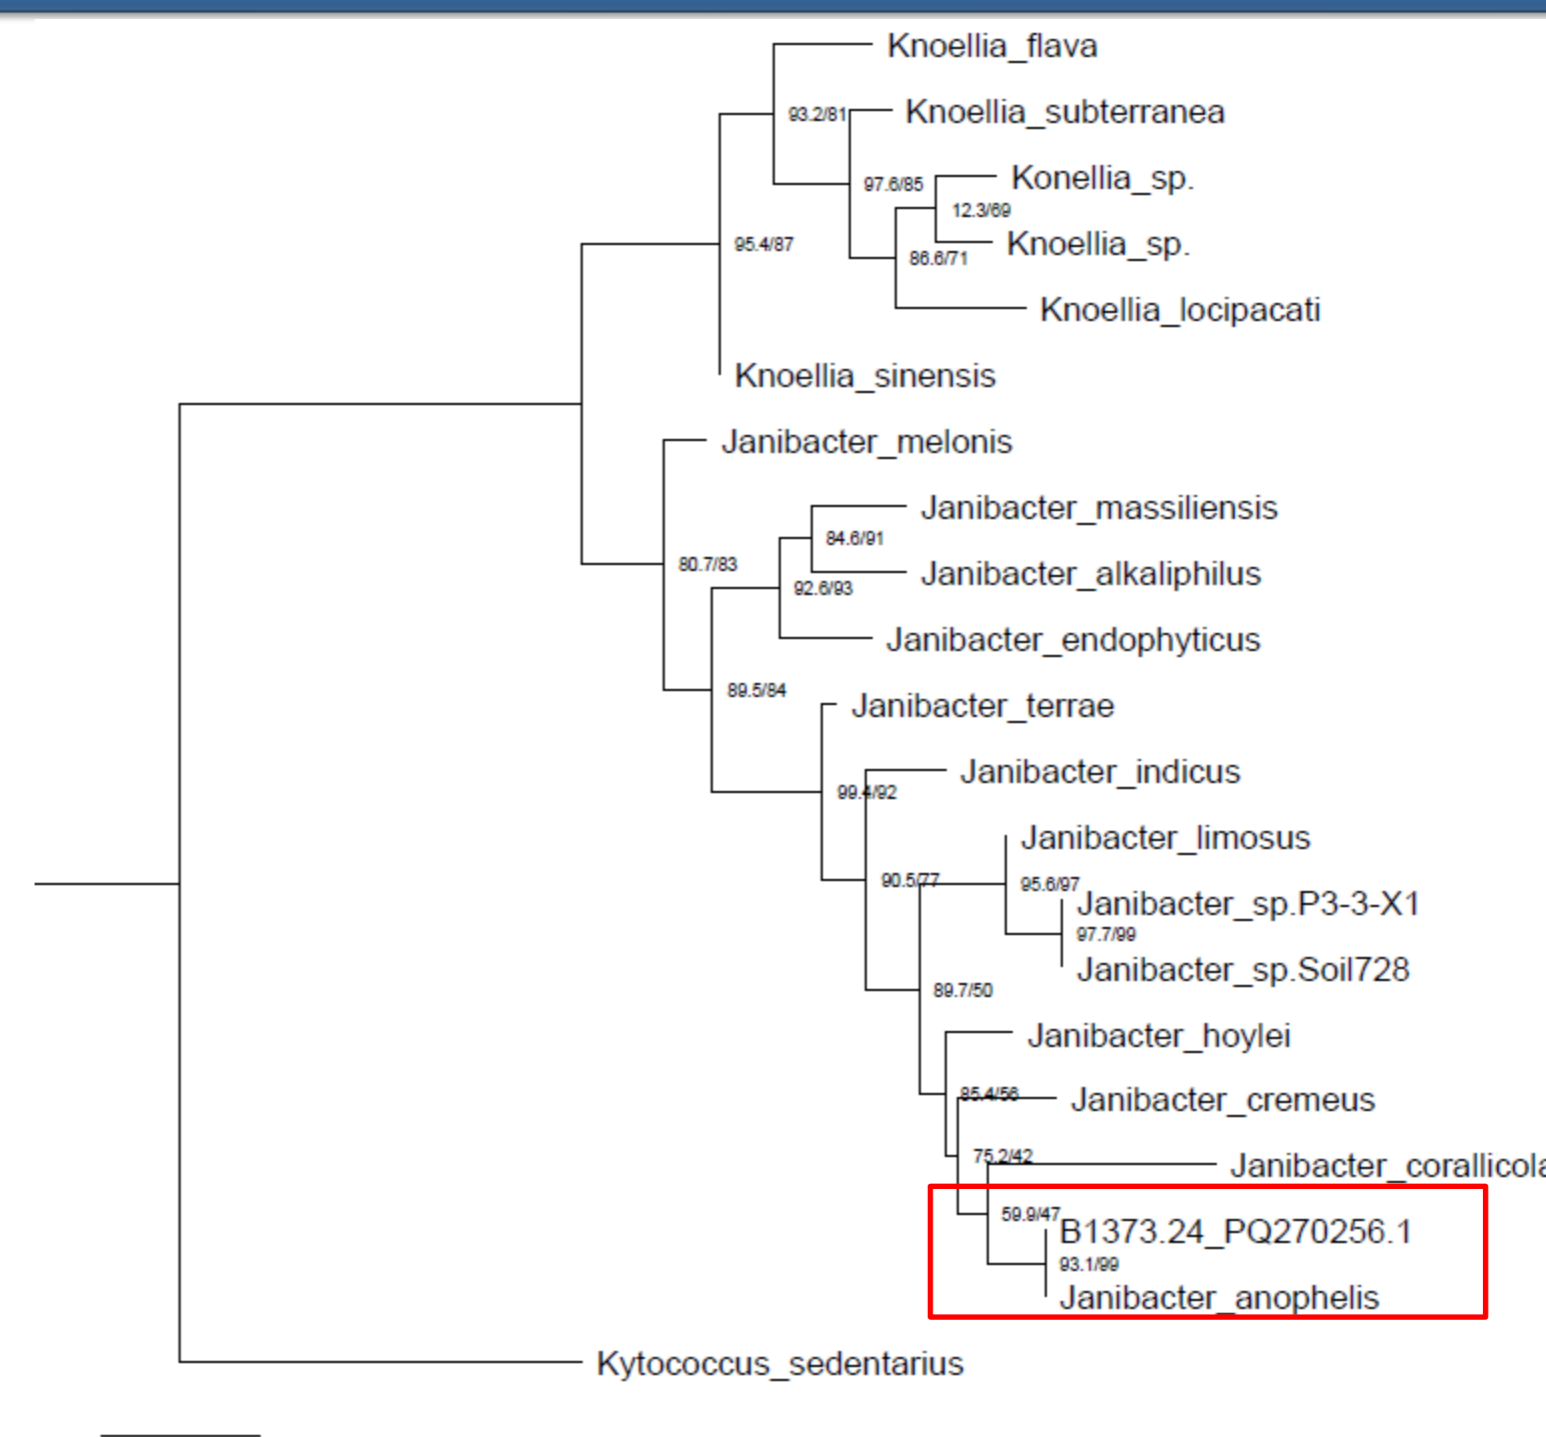 Knoellia_flava
93.2/81
Knoellia_subterranea
97.6/85
Konellia_sp.
12.3/69
Knoellia_sp.
95.4/87
86.6/71
Knoellia_locipacati
Knoellia_sinensis
Janibacter_melonis
Janibacter_massiliensis
84.6/91
80.7/83
Janibacter_alkaliphilus
92.6/93
Janibacter_endophyticus
89.5/84
Janibacter_terrae
Janibacter_indicus
99.4/92
Janibacter_limosus
90.5/77
95.6/97
Janibacter_sp.P3-3-X1
97.7/99
Janibacter_sp.Soil728
89.7/50
Janibacter_hoylei
85.4/56
Janibacter_cremeus
75.2/42
Janibacter_corallicola
59.9/47
B1373.24_PQ270256.1
93.1/99
Janibacter_anophelis
Kytococcus_sedentarius